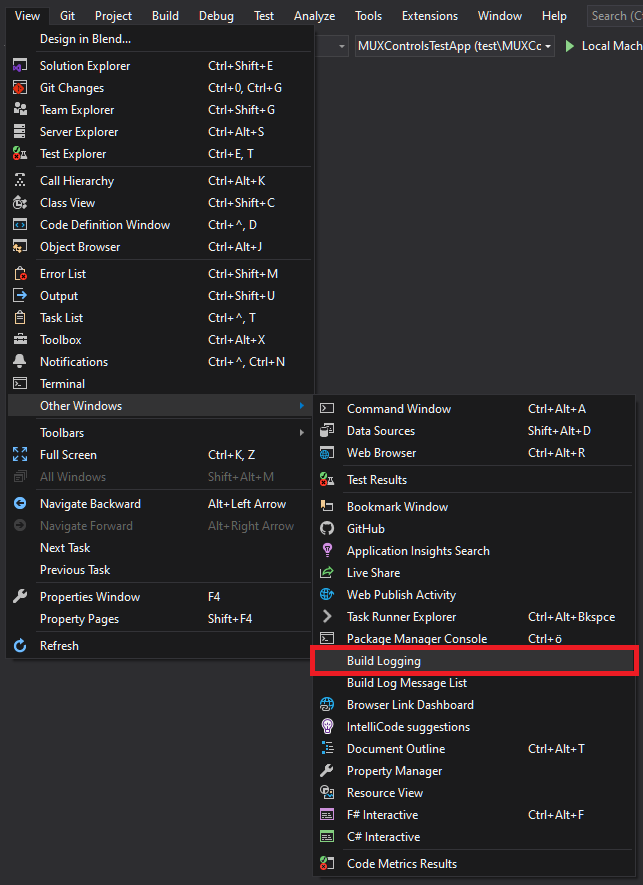 View Git Project Build Debug Test Analyze Tools Extensions Window Help Search (C
Design in Blend...
MUXControlsTestApp (test\MUXCo Local Mach
Solution Explorer Ctrl+Shift+E
Git Changes Ctrl+0, Ctrl+G
Team Explorer Ctrl+Shift+G
Server Explorer Ctrl+Alt+S
Test Explorer Ctrl+E, T
Call Hierarchy Ctrl+Alt+K
Class View Ctrl+Shift+C
Code Definition Window Ctrl+^, D
Object Browser Ctrl+Alt+J
Error List Ctrl+Shift+M
Output Ctrl+Shift+U
Task List Ctrl+^, T
Toolbox Ctrl+Alt+X
Notifications Ctrl+^, Ctrl+N
Terminal
Other Windows
Toolbars
Full Screen Ctrl+K, Z
All Windows Shift+Alt+M
Navigate Backward Alt+Left Arrow
Navigate Forward Alt+Right Arrow
Next Task
Previous Task
Properties Window F4
Property Pages Shift+F4
Refresh
Command Window Ctrl+Alt+A
Data Sources Shift+Alt+D
Web Browser Ctrl+Alt+R
Test Results
Bookmark Window
GitHub
Application Insights Search
Live Share
Web Publish Activity
Task Runner Explorer Ctrl+Alt+Bkspce
Package Manager Console Ctrl+ö
Build Logging
Build Log Message List
Browser Link Dashboard
IntelliCode suggestions
Document Outline Ctrl+Alt+T
Property Manager
Resource View
F# Interactive Ctrl+Alt+F
C# Interactive
Code Metrics Results